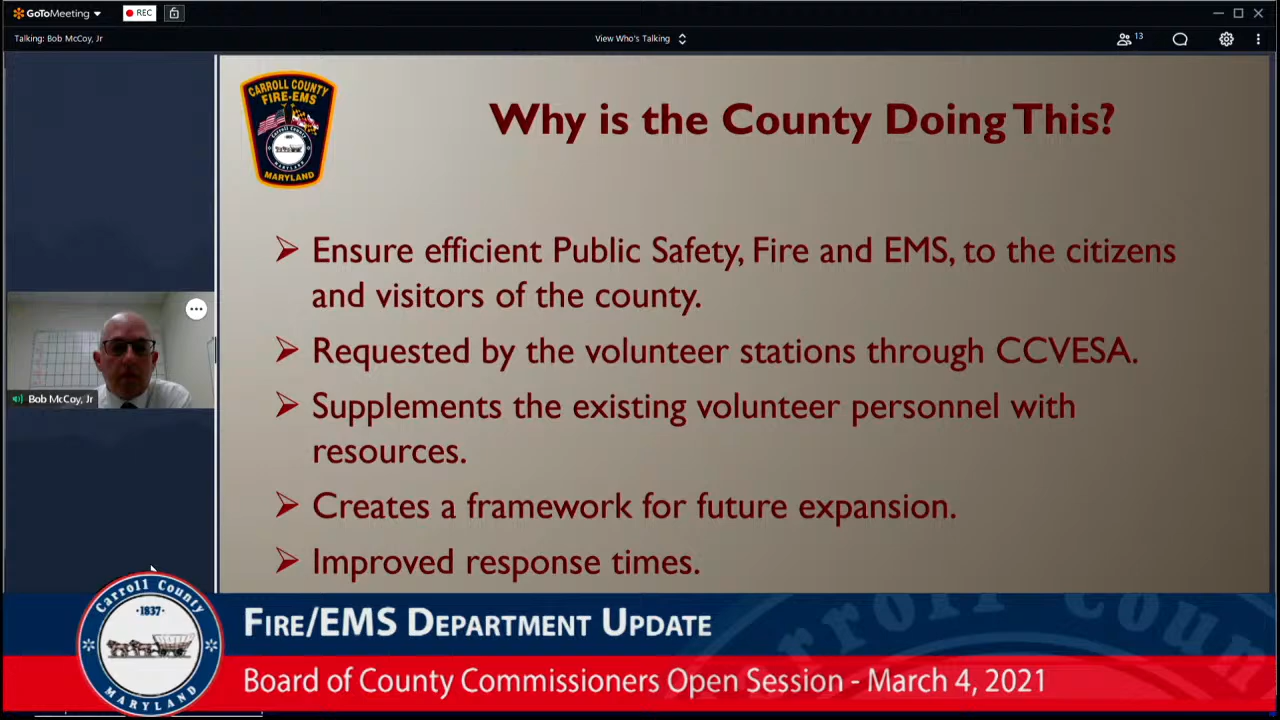 GoToMeeting
REC
Talking: Bob McCoy, Jr
View Who's Talking
13
CARROLL COUNTY
FIRE-EMS
MARYLAND
Why is the County Doing This?
Ensure efficient Public Safety, Fire and EMS, to the citizens
and visitors of the county.
Requested by the volunteer stations through CCVESA.
Supplements the existing volunteer personnel with
resources.
Creates a framework for future expansion.
Improved response times.
Bob McCoy, Jr
Carroll County
1837
MARYLAND
FIRE/EMS DEPARTMENT UPDATE
Board of County Commissioners Open Session - March 4, 2021